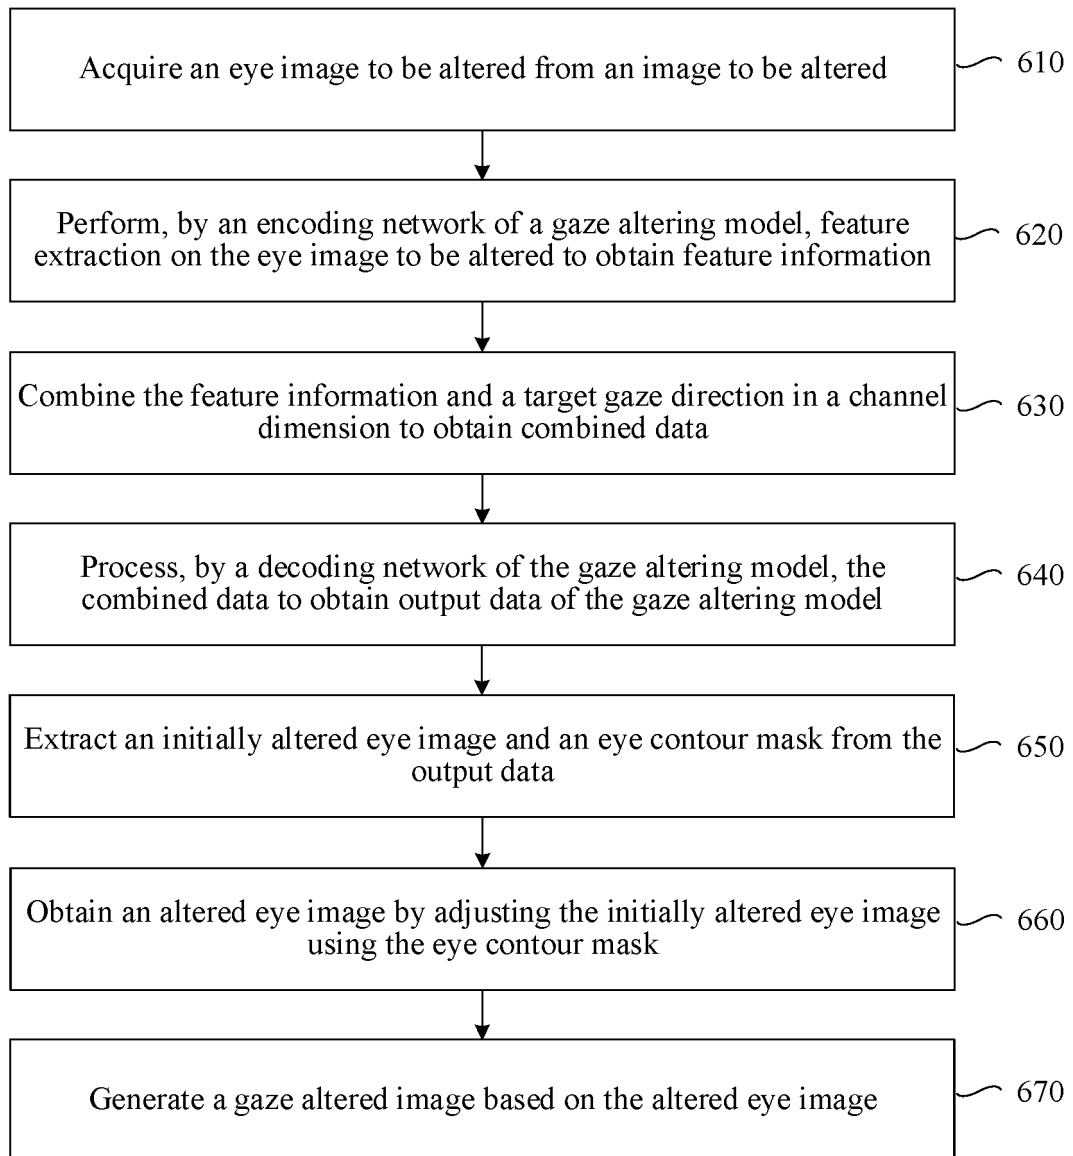 Acquire an eye image to be altered from an image to be altered
610
Perform, by an encoding network of a gaze altering model, feature
extraction on the eye image to be altered to obtain feature information
620
Combine the feature information and a target gaze direction in a channel
dimension to obtain combined data
630
Process, by a decoding network of the gaze altering model, the
combined data to obtain output data of the gaze altering model
640
Extract an initially altered eye image and an eye contour mask from the
output data
650
Obtain an altered eye image by adjusting the initially altered eye image
using the eye contour mask
660
Generate a gaze altered image based on the altered eye image
670